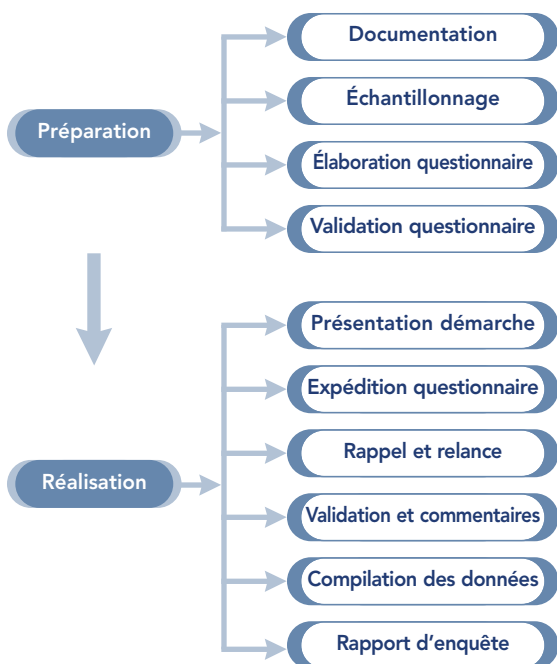 Préparation
Documentation
Échantillonnage
Élaboration questionnaire
Validation questionnaire
Réalisation
Présentation démarche
Expédition questionnaire
Rappel et relance
Validation et commentaires
Compilation des données
Rapport d’enquête